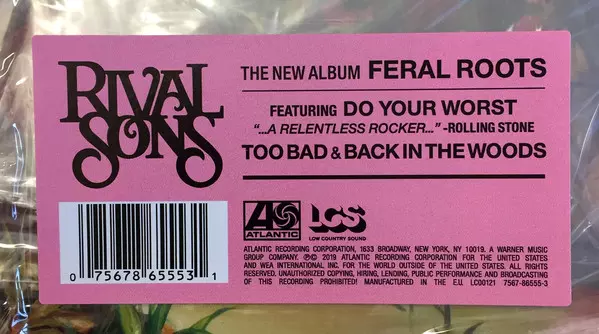 RIVAL
SONS
THE NEW ALBUM FERAL ROOTS
FEATURING DO YOUR WORST
“...A RELENTLESS ROCKER...” -ROLLING STONE
TOO BAD & BACK IN THE WOODS
0 75678 65553 1
ATLANTIC
LCS
LOW COUNTRY SOUND
ATLANTIC RECORDING CORPORATION, 1633 BROADWAY, NEW YORK, NY 10019. A WARNER MUSIC
GROUP COMPANY. ℗© 2019 ATLANTIC RECORDING CORPORATION FOR THE UNITED STATES
AND WEA INTERNATIONAL INC. FOR THE WORLD OUTSIDE OF THE UNITED STATES. ALL RIGHTS
RESERVED. UNAUTHORIZED COPYING, HIRING, LENDING, PUBLIC PERFORMANCE AND BROADCASTING
OF THIS RECORD PROHIBITED! MANUFACTURED IN THE E.U. LC00121 7567-86555-3